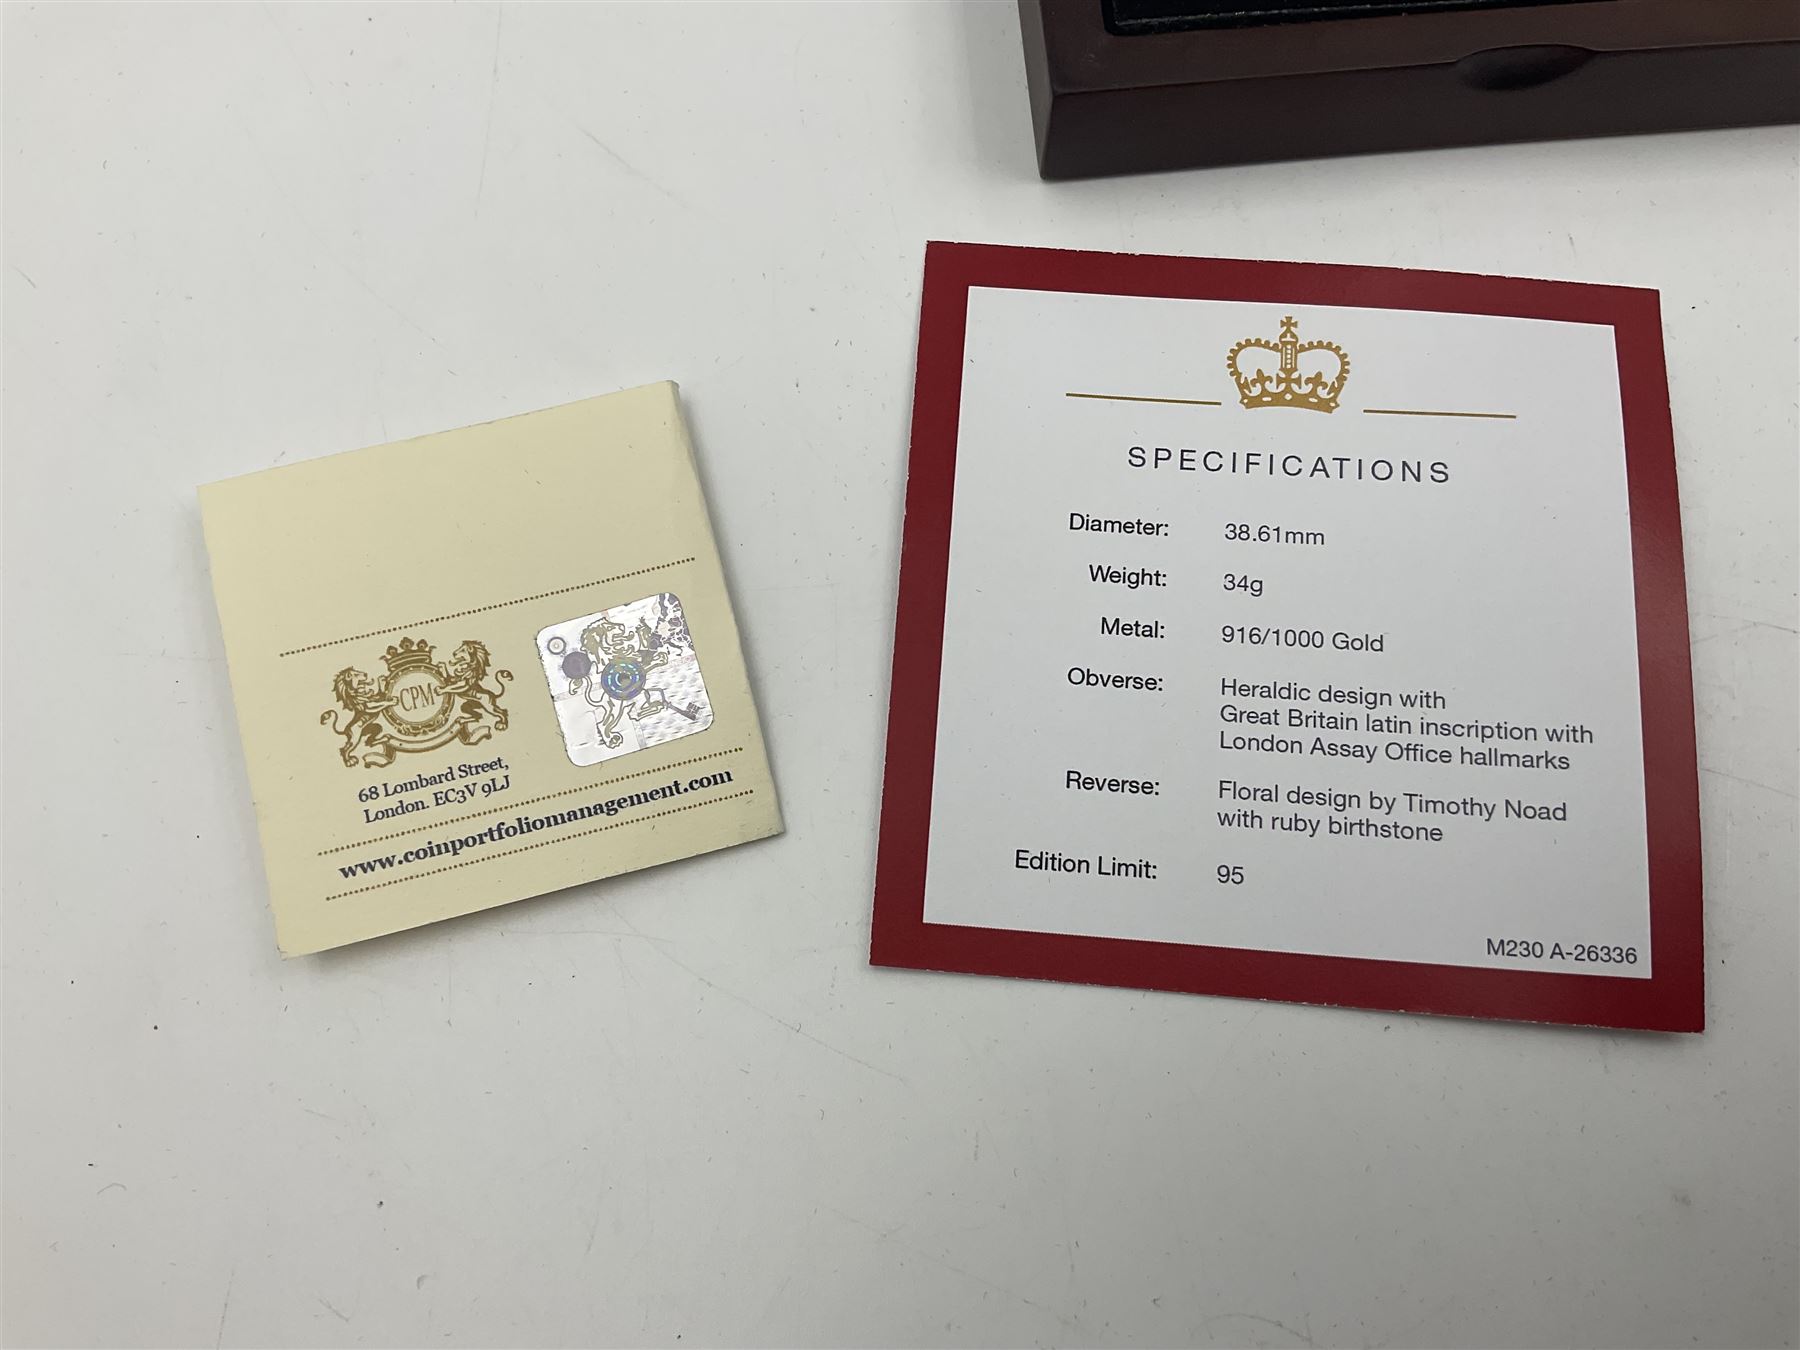 CPM
68 Lombard Street,
London. EC3V 9LJ
www.coinportfoliomanagement.com
SPECIFICATIONS
Diameter: 38.61mm
Weight: 34g
Metal: 916/1000 Gold
Obverse: Heraldic design with
Great Britain latin inscription with
London Assay Office hallmarks
Reverse: Floral design by Timothy Noad
with ruby birthstone
Edition Limit: 95
M230 A-26336